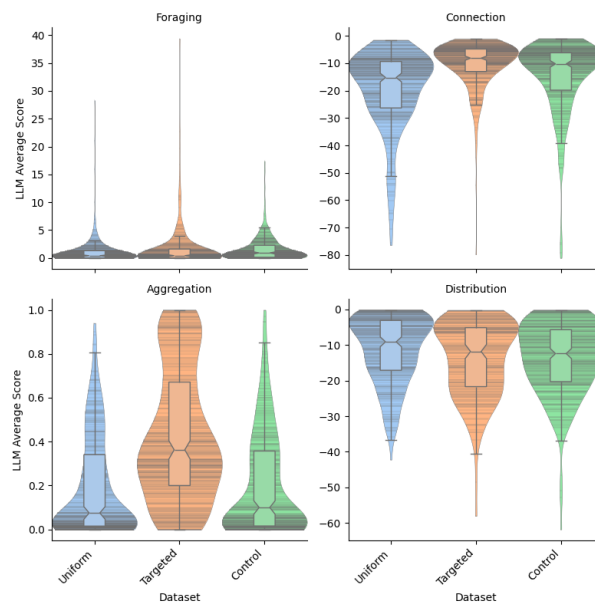 Foraging
Connection
LLM Average Score
40
35
30
25
20
15
10
5
0
0
−10
−20
−30
−40
−50
−60
−70
−80
Aggregation
Distribution
LLM Average Score
1.0
0.8
0.6
0.4
0.2
0.0
0
−10
−20
−30
−40
−50
−60
Uniform
Targeted
Control
Uniform
Targeted
Control
Dataset
Dataset